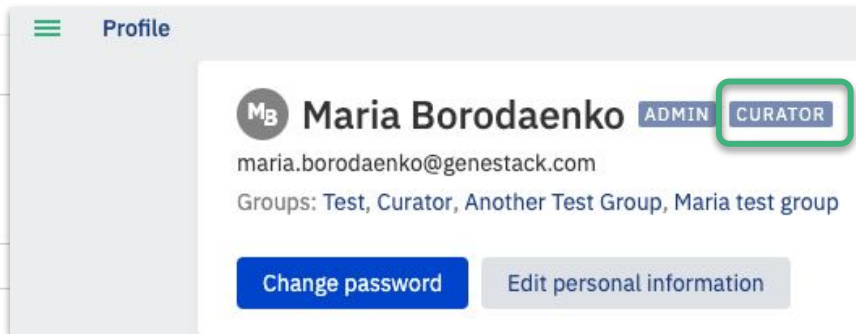 Profile
MB Maria Borodaenko ADMIN CURATOR
maria.borodaenko@genestack.com
Groups: Test, Curator, Another Test Group, Maria test group
Change password Edit personal information